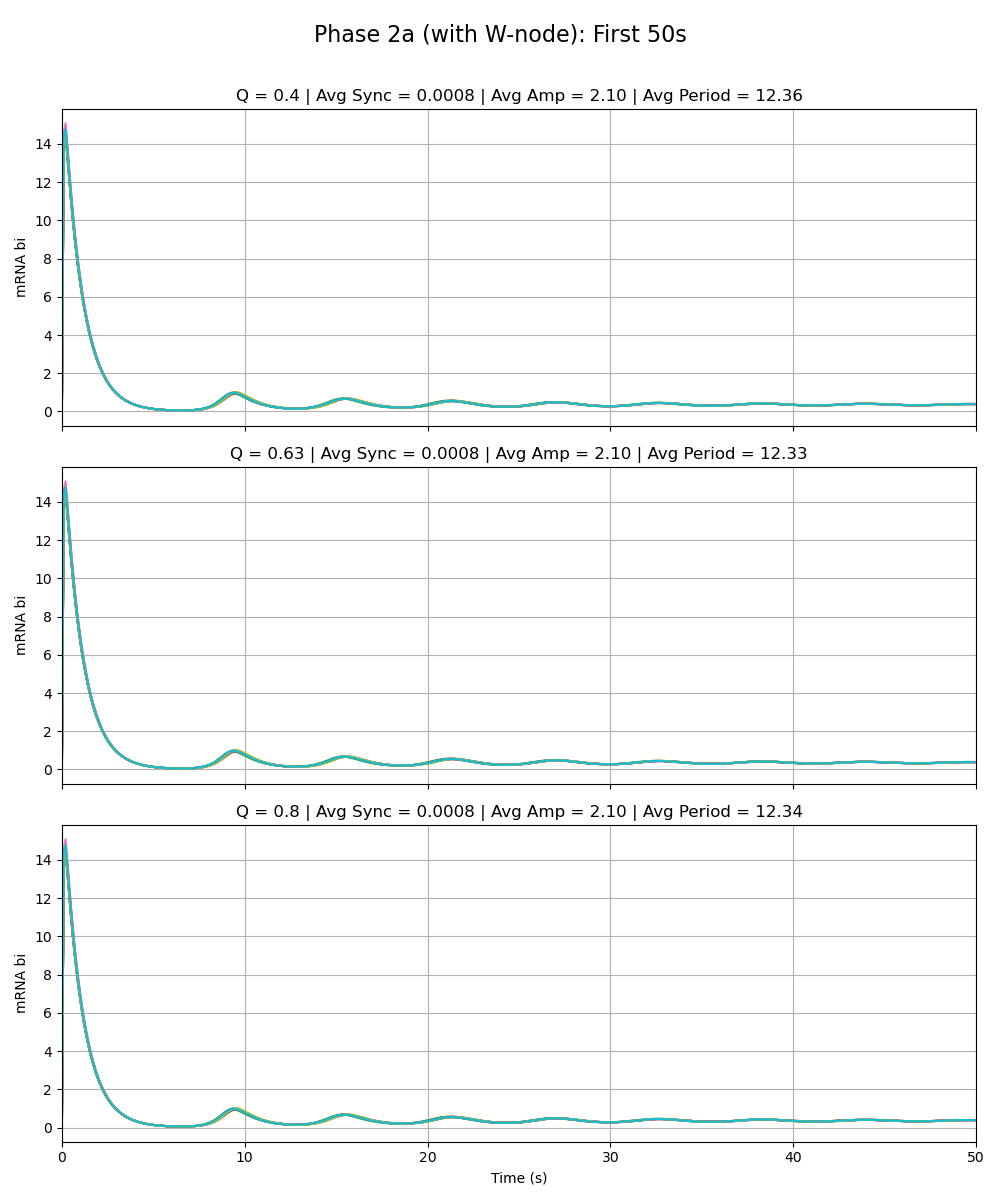 Phase 2a (with W-node): First 50s
Q = 0.4 | Avg Sync = 0.0008 | Avg Amp = 2.10 | Avg Period = 12.36
14
12
10
8
6
4
2
0
mRNA bi
Q = 0.63 | Avg Sync = 0.0008 | Avg Amp = 2.10 | Avg Period = 12.33
14
12
10
8
6
4
2
0
mRNA bi
Q = 0.8 | Avg Sync = 0.0008 | Avg Amp = 2.10 | Avg Period = 12.34
14
12
10
8
6
4
2
0
mRNA bi
0 10 20 30 40 50
Time (s)